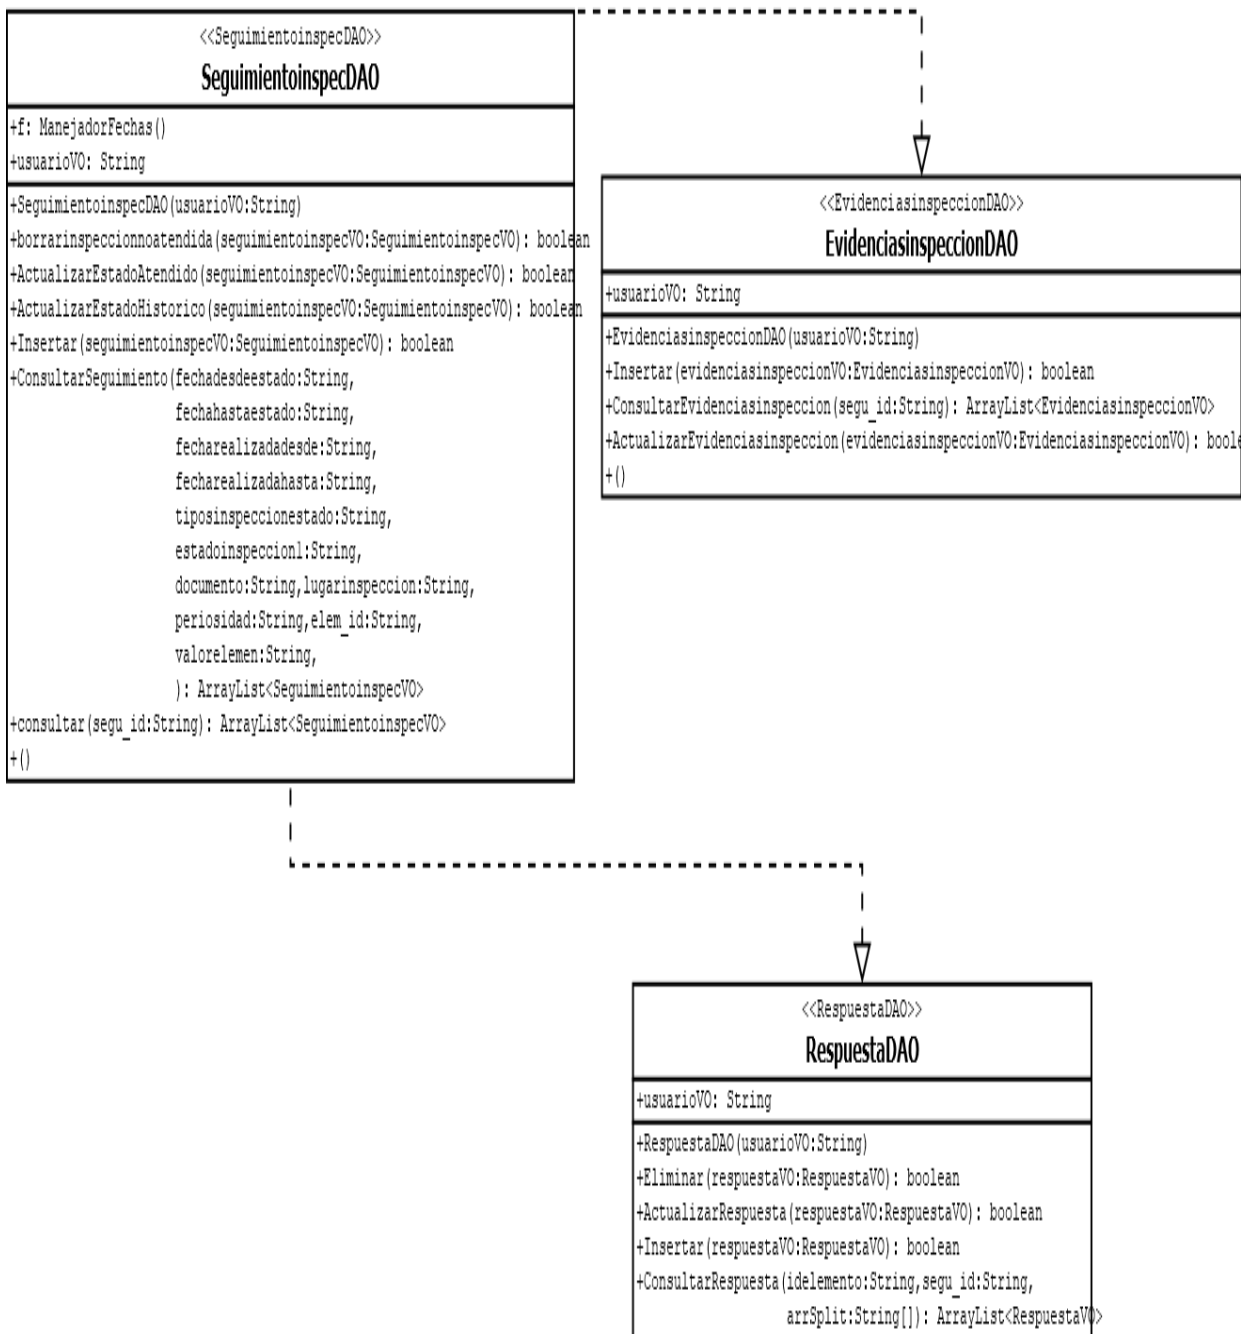 <<SeguimientoinspecDAO>>
SeguimientoinspecDAO
+f: ManejadorFechas()
+usuarioVO: String
+SeguimientoinspecDAO(usuarioVO:String)
+borrarinspeccionnoatendida(seguimientoinspecVO:SeguimientoinspecVO): boolean
+ActualizarEstadoAtendido(seguimientoinspecVO:SeguimientoinspecVO): boolean
+ActualizarEstadoHistorico(seguimientoinspecVO:SeguimientoinspecVO): boolean
+Insertar(seguimientoinspecVO:SeguimientoinspecVO): boolean
+ConsultarSeguimiento(fechadesdeestado:String,
fechahastaestado:String,
fecharealizadadesde:String,
fecharealizadahasta:String,
tiposinspeccionestado:String,
estadoinspeccion1:String,
documento:String,lugarinspeccion:String,
periosidad:String,elem_id:String,
valorelemen:String,
): ArrayList<SeguimientoinspecVO>
+consultar(segu_id:String): ArrayList<SeguimientoinspecVO>
+()
<<EvidenciasinspeccionDAO>>
EvidenciasinspeccionDAO
+usuarioVO: String
+EvidenciasinspeccionDAO(usuarioVO:String)
+Insertar(evidenciasinspeccionVO:EvidenciasinspeccionVO): boolean
+ConsultarEvidenciasinspeccion(segu_id:String): ArrayList<EvidenciasinspeccionVO>
+ActualizarEvidenciasinspeccion(evidenciasinspeccionVO:EvidenciasinspeccionVO): boole
+()
<<RespuestaDAO>>
RespuestaDAO
+usuarioVO: String
+RespuestaDAO(usuarioVO:String)
+Eliminar(respuestaVO:RespuestaVO): boolean
+ActualizarRespuesta(respuestaVO:RespuestaVO): boolean
+Insertar(respuestaVO:RespuestaVO): boolean
+ConsultarRespuesta(idelemento:String,segu_id:String,
arrSplit:String[]): ArrayList<RespuestaVO>